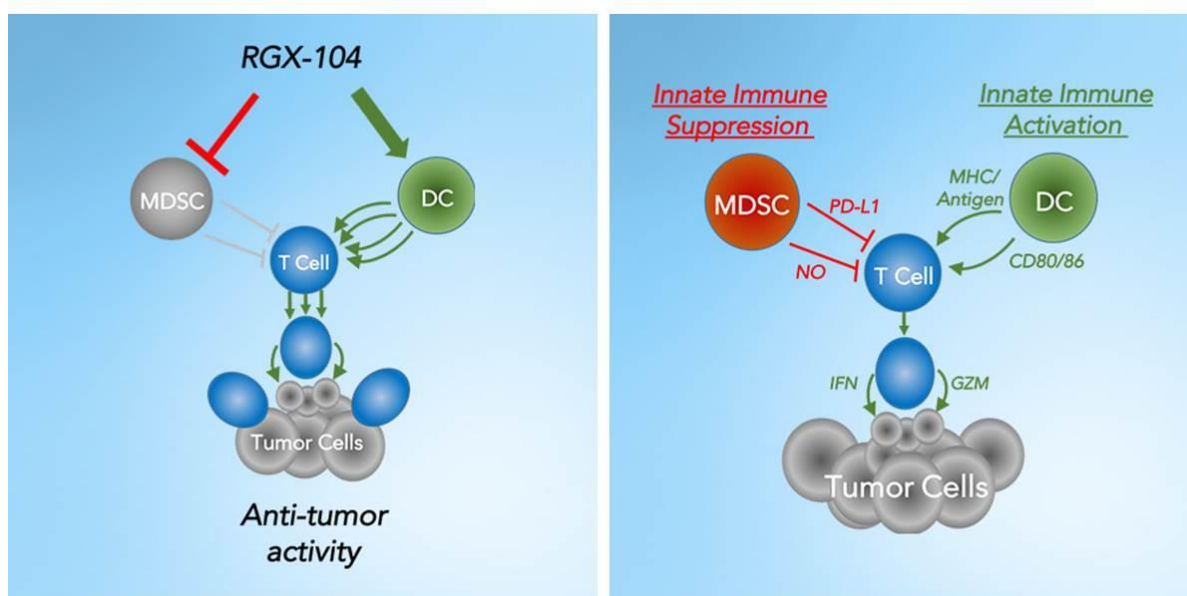 RGX-104
MDSC
DC
T Cell
Tumor Cells
Anti-tumor
activity
Innate Immune
Suppression
Innate Immune
Activation
MDSC
PD-L1
NO
MHC/
Antigen
DC
CD80/86
T Cell
IFN
GZM
Tumor Cells